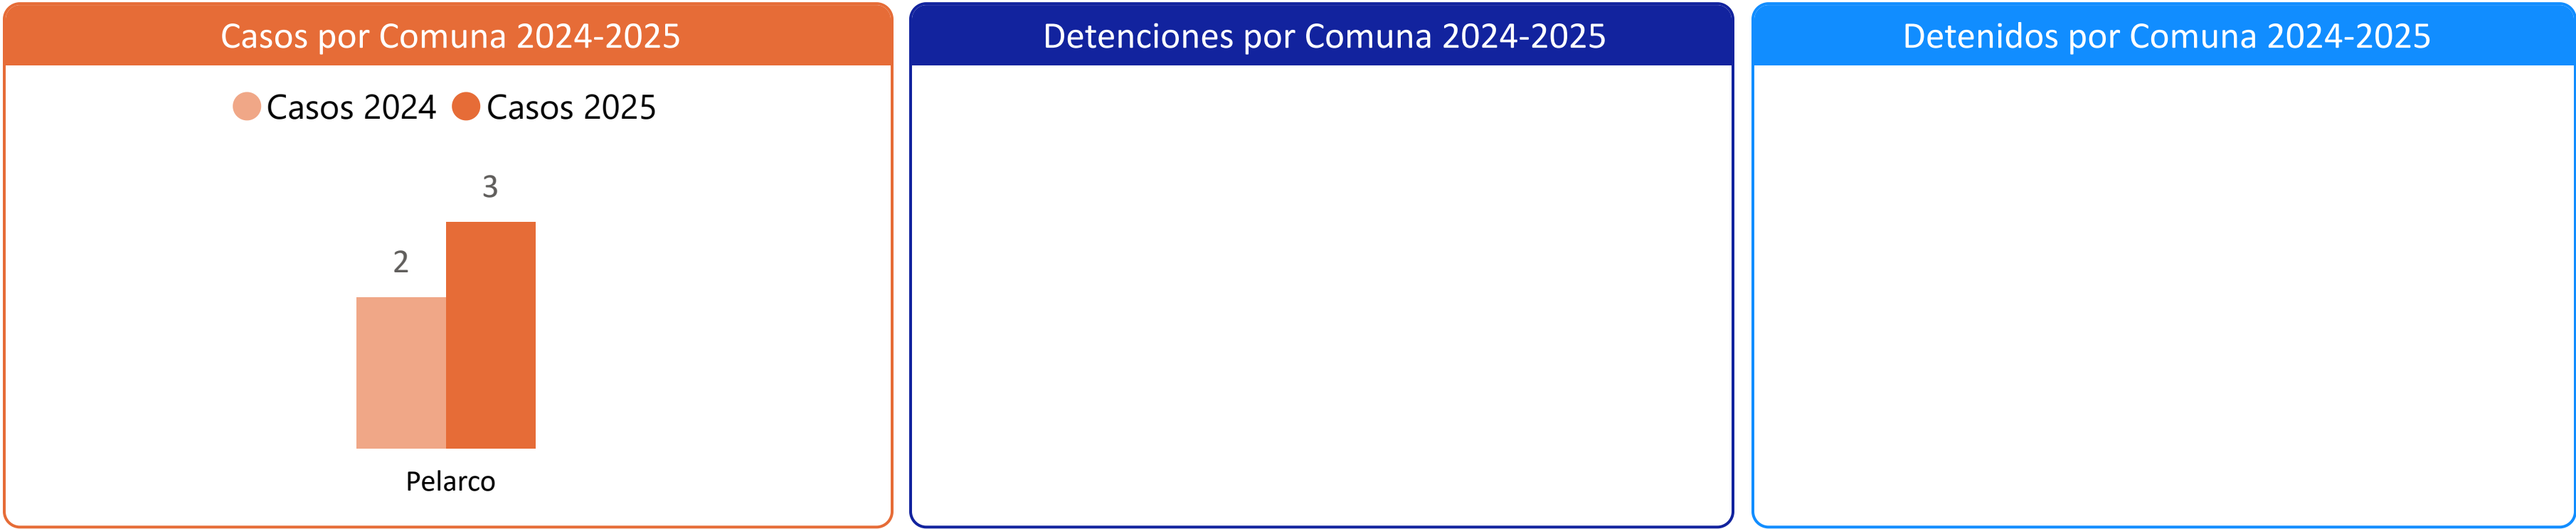 Casos por Comuna 2024-2025
Casos 2024 Casos 2025
3
2
Pelarco
Detenciones por Comuna 2024-2025
Detenidos por Comuna 2024-2025